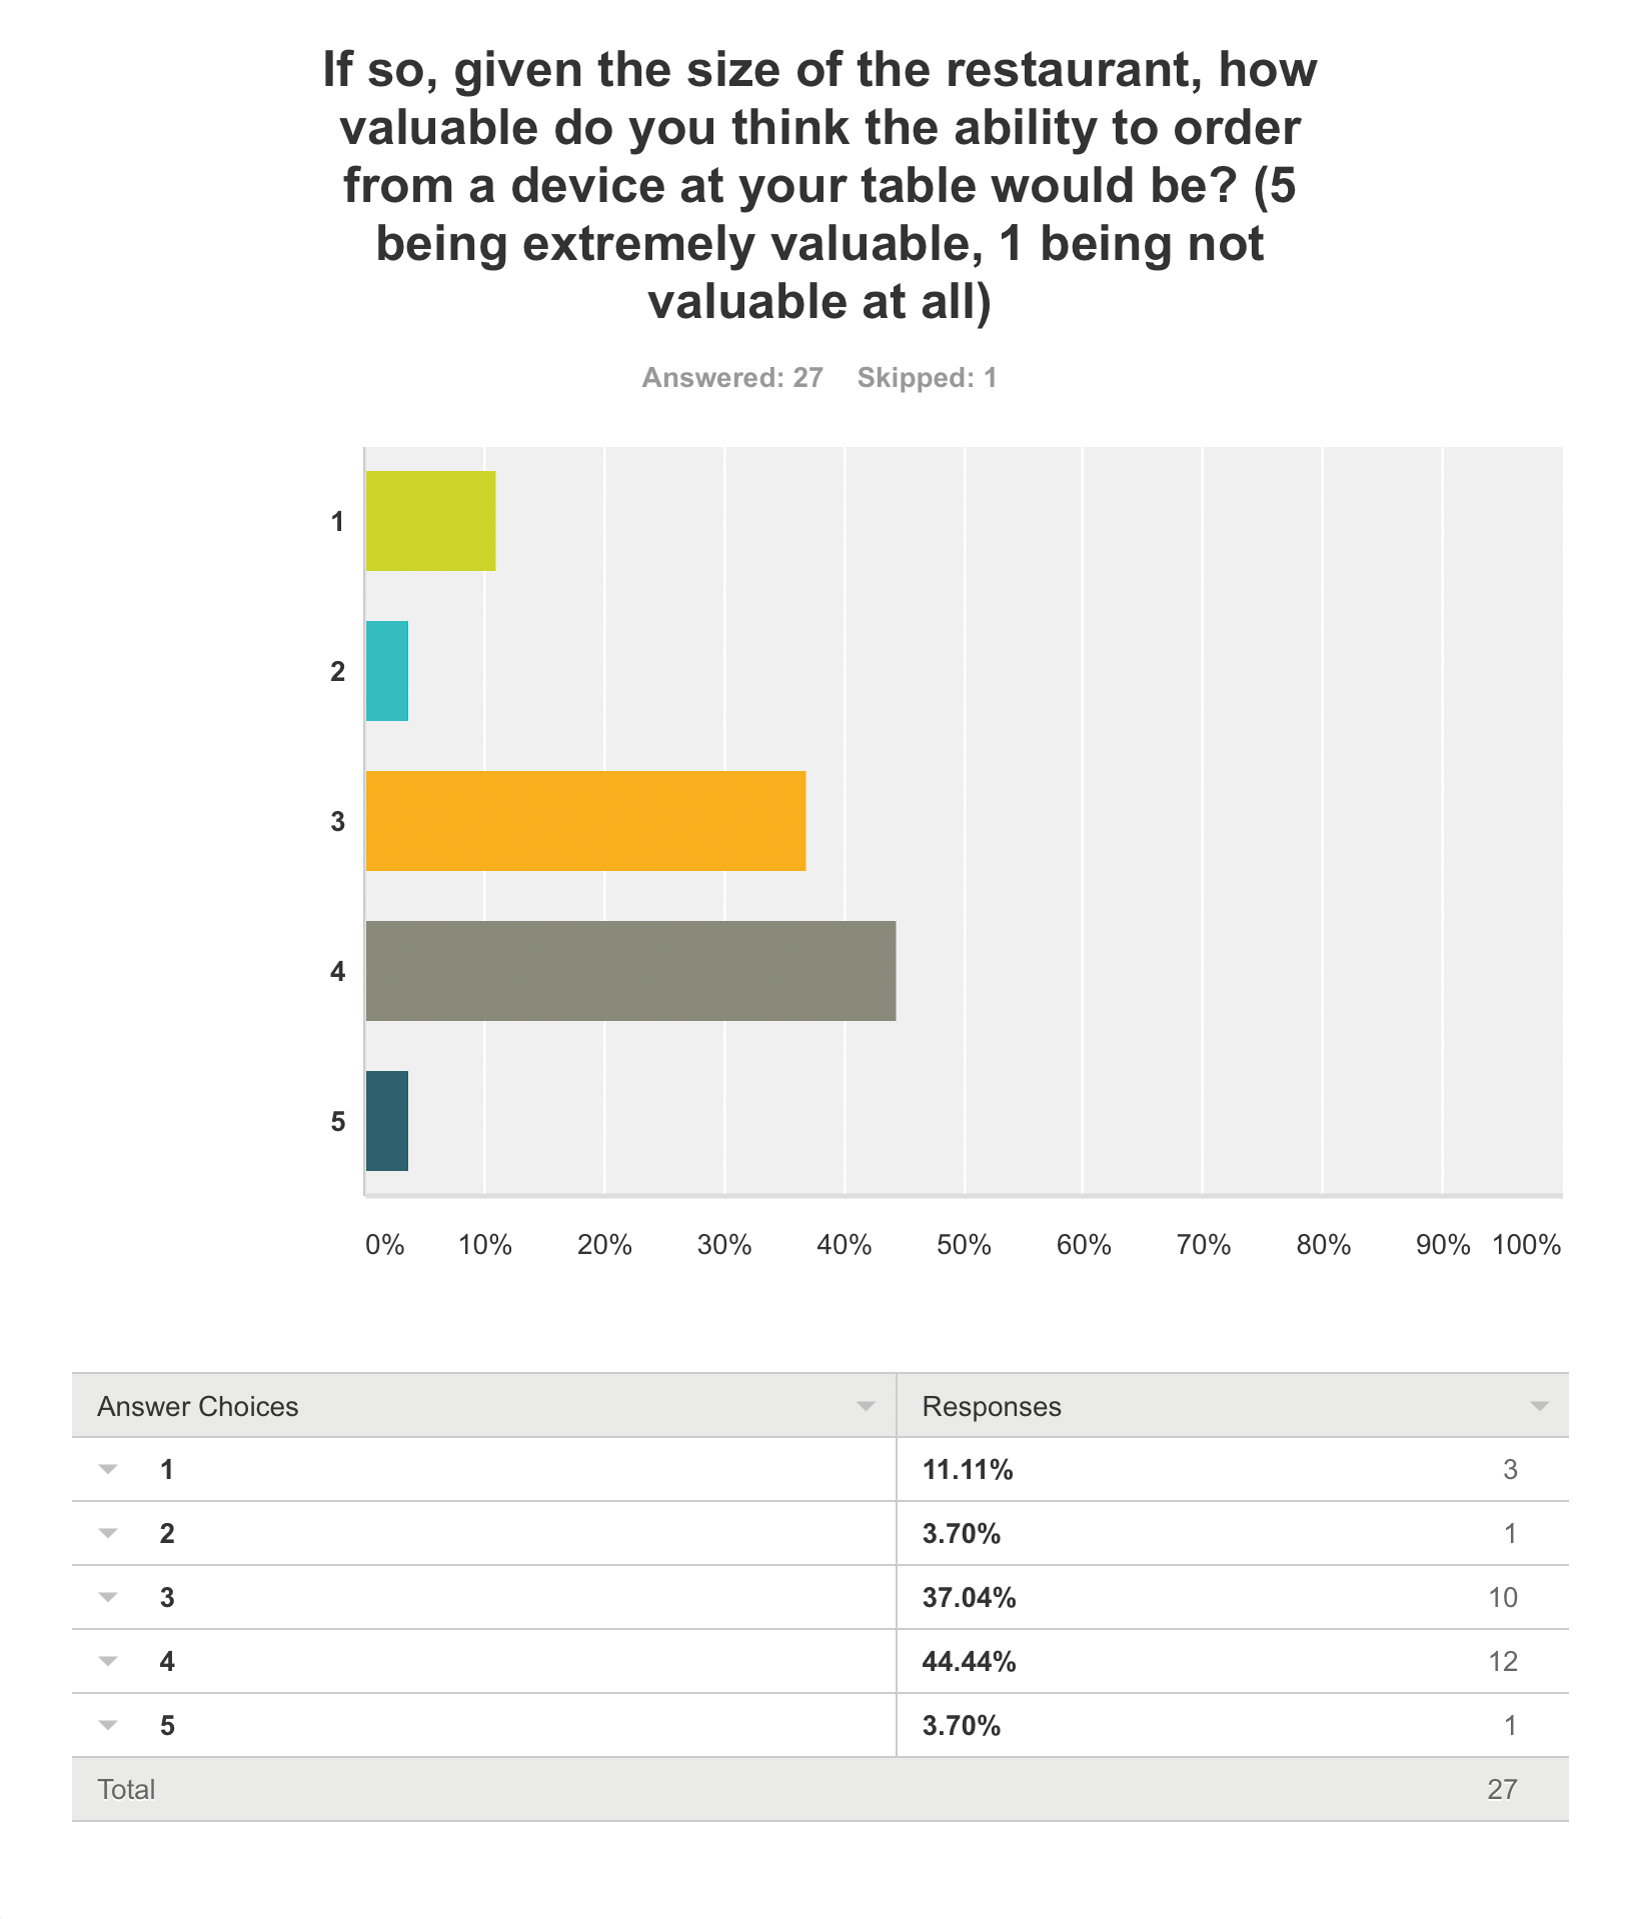 If so, given the size of the restaurant, how
valuable do you think the ability to order
from a device at your table would be? (5
being extremely valuable, 1 being not
valuable at all)
Answered: 27 Skipped: 1
1
2
3
4
5
0% 10% 20% 30% 40% 50% 60% 70% 80% 90% 100%
Answer Choices Responses
1 11.11% 3
2 3.70% 1
3 37.04% 10
4 44.44% 12
5 3.70% 1
Total 27